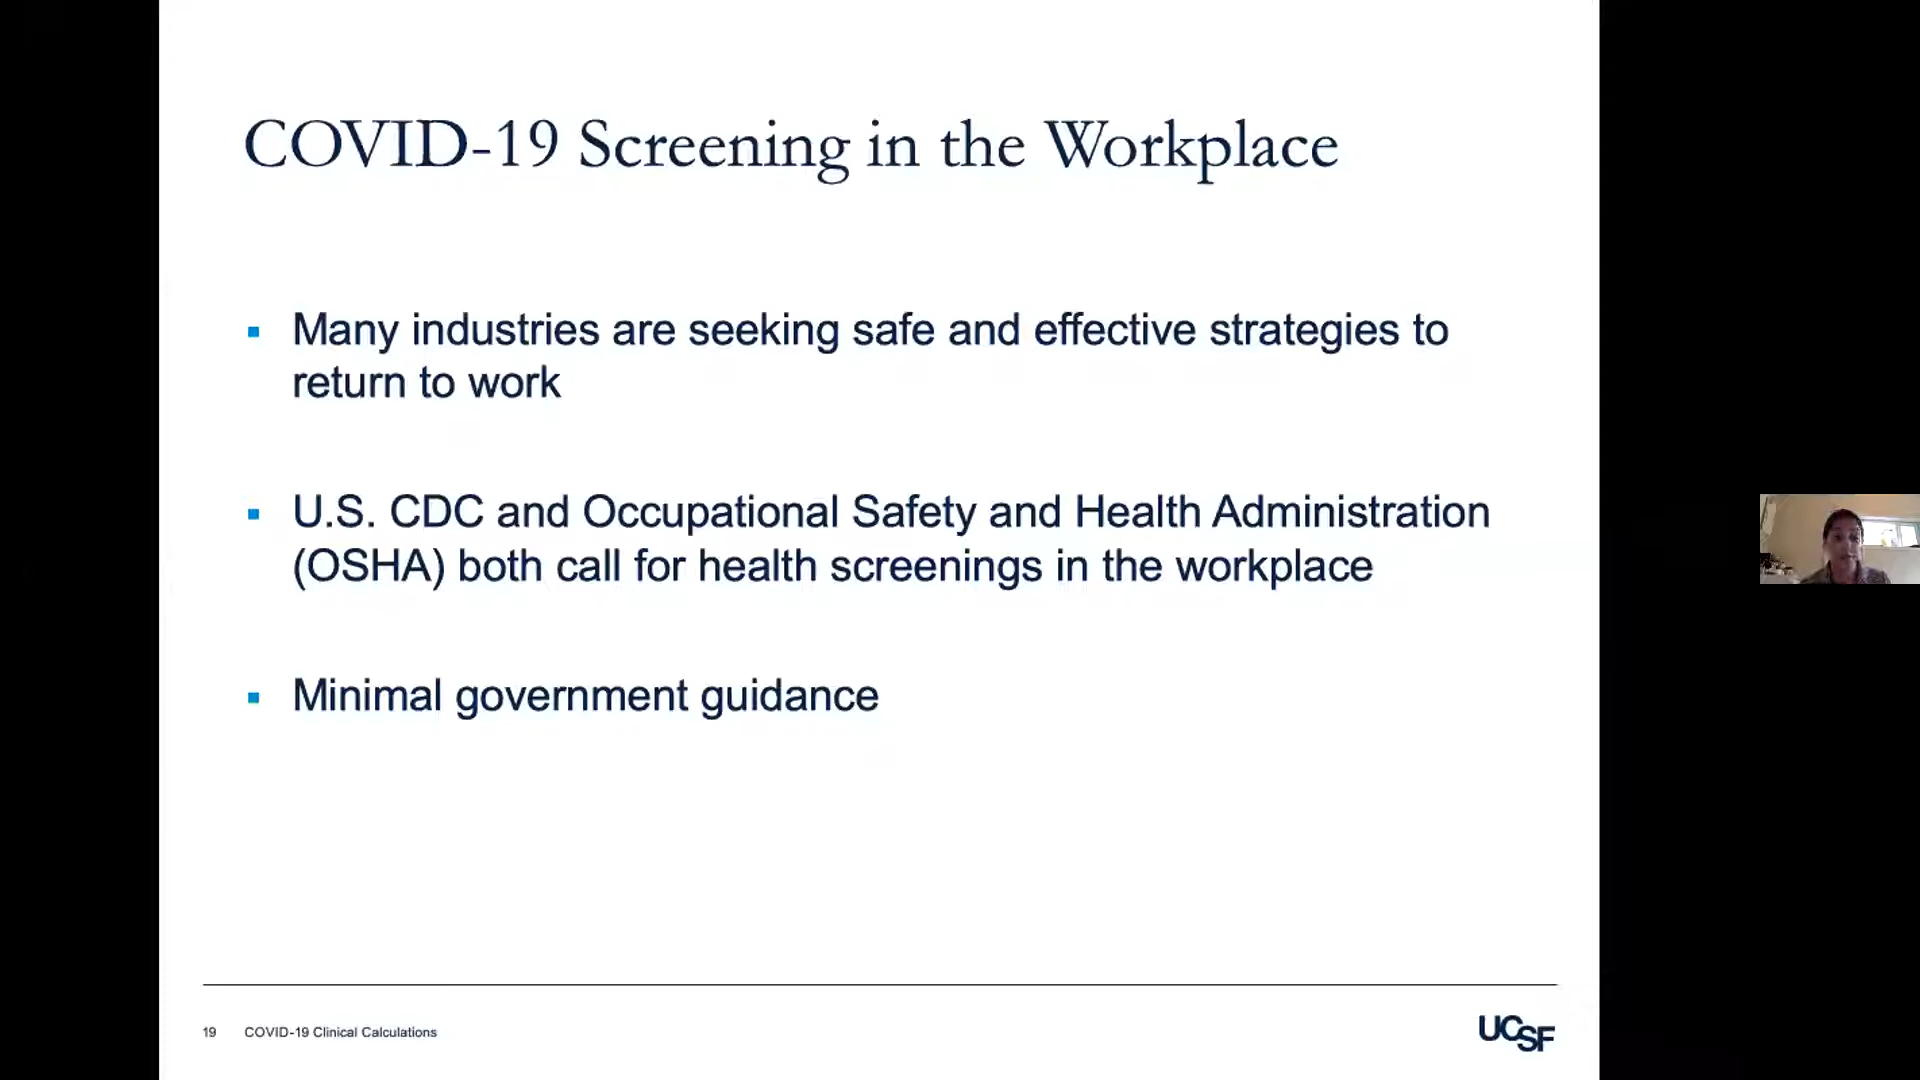 COVID-19 Screening in the Workplace
▪ Many industries are seeking safe and effective strategies to
return to work
▪ U.S. CDC and Occupational Safety and Health Administration
(OSHA) both call for health screenings in the workplace
▪ Minimal government guidance
19 COVID-19 Clinical Calculations
UCSF